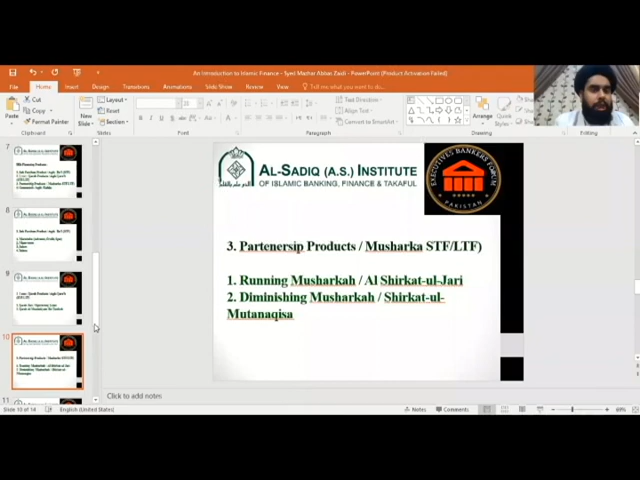 An Introduction to Islamic Finance - Syed Mazhar Abbas Zaidi - PowerPoint (Product Activation Failed)
File Home Insert Design Transitions Animations Slide Show Review View Tell me what you want to do...
Paste
Cut
Copy
Format Painter
Clipboard
New Slide
Layout
Reset
Section
Slides
Font
Paragraph
Text Direction
Align Text
Convert to SmartArt
Arrange
Quick
Drawing
Editing
7
8
9
10
11
AL-SADIQ (A.S.) INSTITUTE
OF ISLAMIC BANKING, FINANCE & TAKAFUL
EXECUTIVES BANKERS FORUM
PAKISTAN
3. Partenersip Products / Musharka STF/LTF)
1. Running Musharkah / Al Shirkat-ul-Jari
2. Diminishing Musharkah / Shirkat-ul-
Mutanaqisa
Click to add notes
Slide 10 of 14 English (United States) Notes Comments 69%